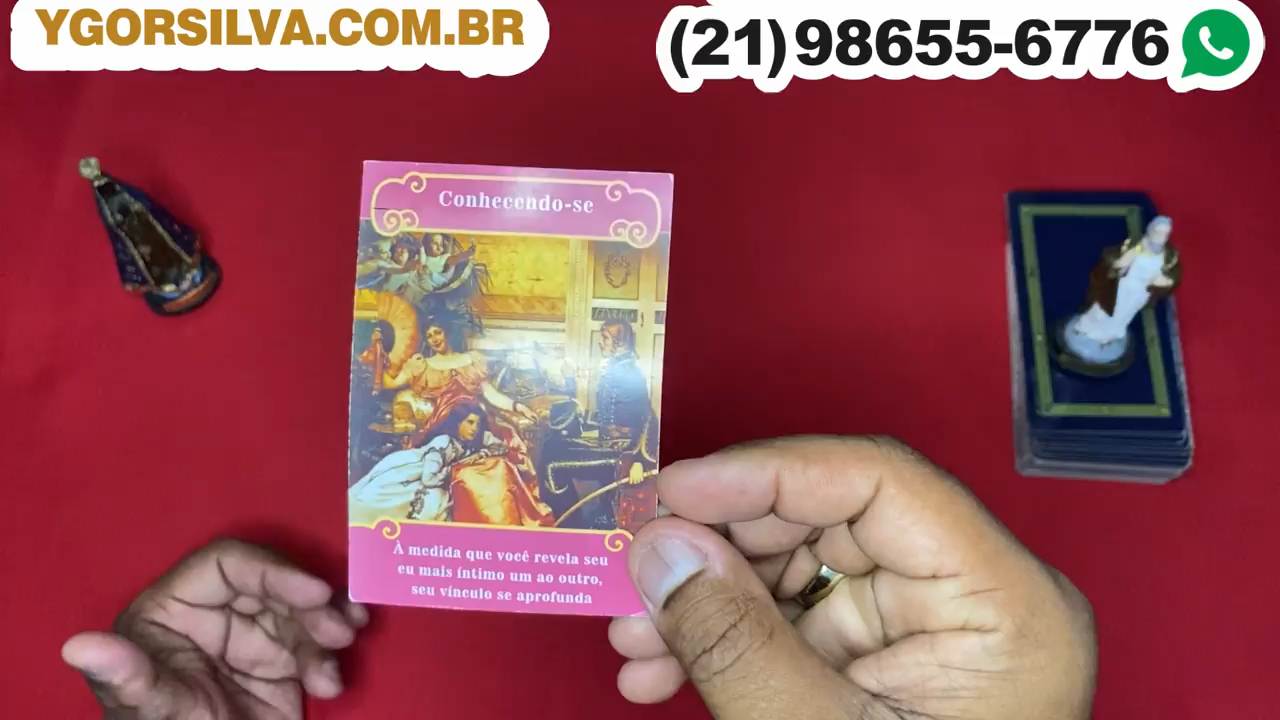 YGORSILVA.COM.BR
(21)98655-6776
Conhecendo-se
À medida que você revela seu
eu mais íntimo um ao outro,
seu vínculo se aprofunda